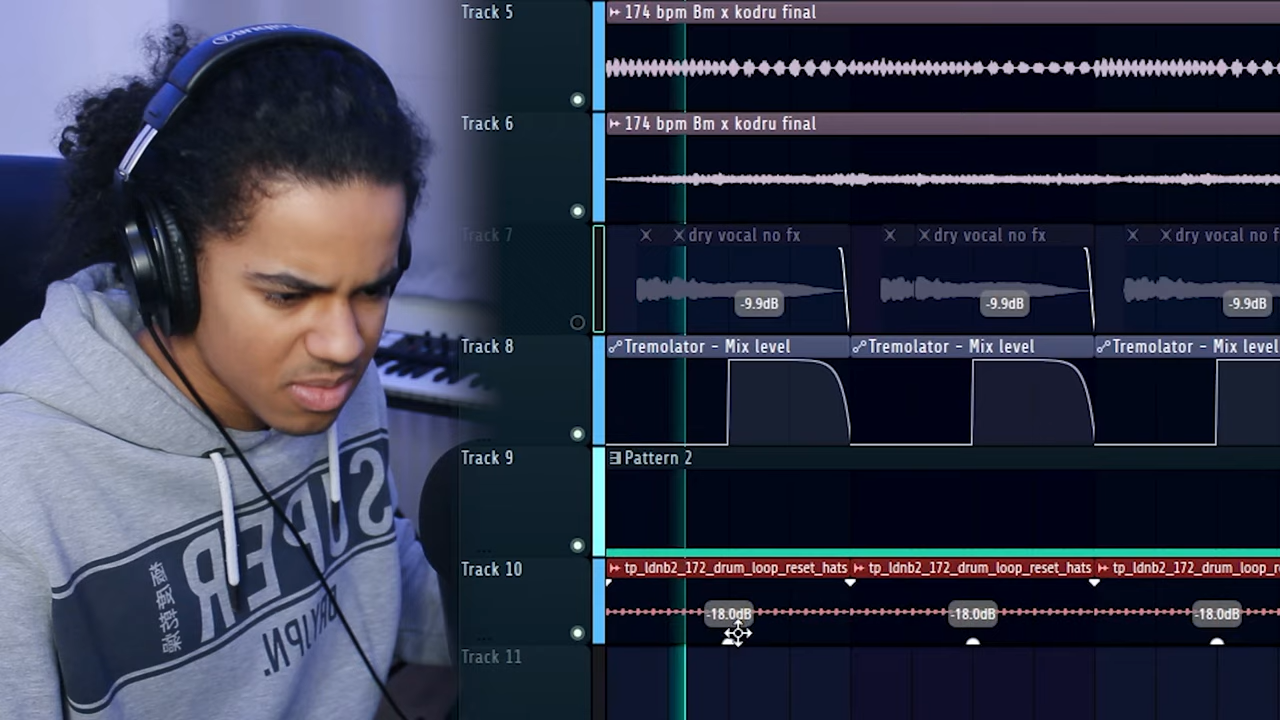 Track 5
174 bpm Bm x kodru final
Track 6
174 bpm Bm x kodru final
Track 7
dry vocal no fx
dry vocal no fx
dry vocal no f
-9.9dB
-9.9dB
-9.9dB
Track 8
Tremolator - Mix level
Tremolator - Mix level
Tremolator - Mix level
Track 9
Pattern 2
Track 10
tp_ldnb2_172_drum_loop_reset_hats
tp_ldnb2_172_drum_loop_reset_hats
tp_ldnb2_172_drum_loop_r
-18.0dB
-18.0dB
-18.0dB
Track 11
SUPER